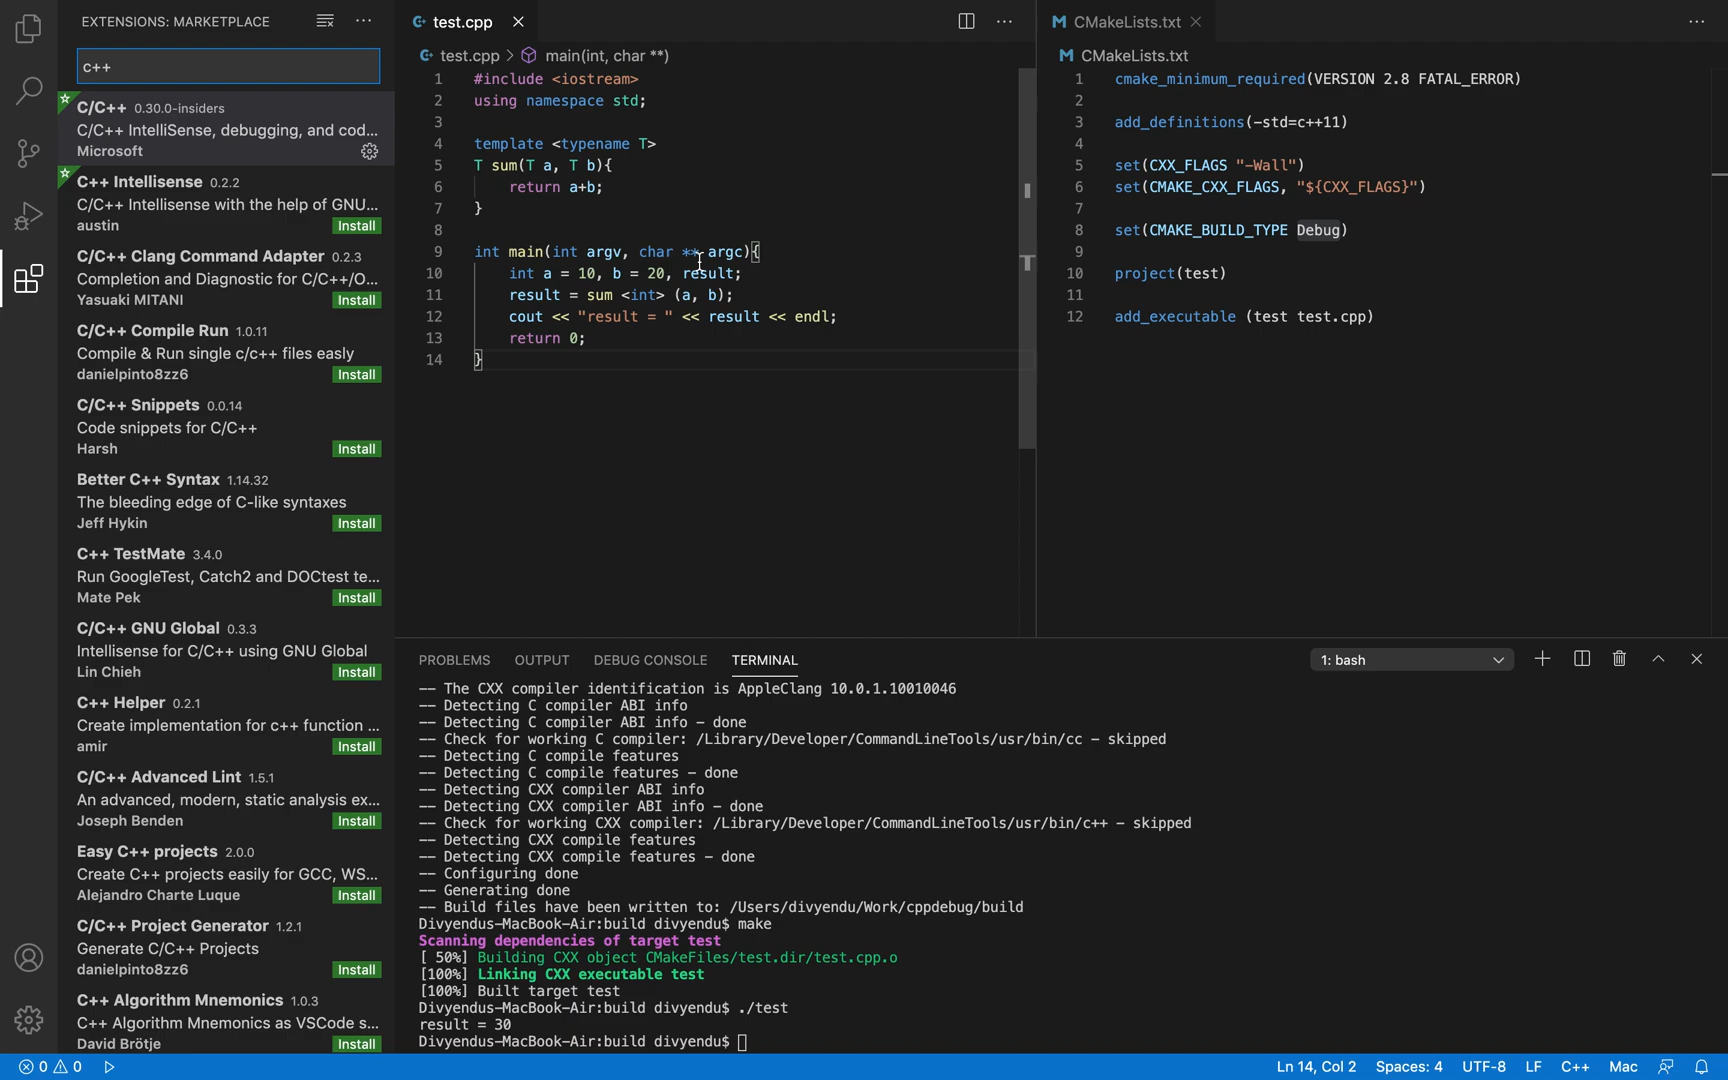 EXTENSIONS: MARKETPLACE
c++
C/C++ 0.30.0-insiders
C/C++ IntelliSense, debugging, and cod...
Microsoft
C++ Intellisense 0.2.2
C/C++ Intellisense with the help of GNU...
austin
Install
C/C++ Clang Command Adapter 0.2.3
Completion and Diagnostic for C/C++/O...
Yasuaki MITANI
Install
C/C++ Compile Run 1.0.11
Compile & Run single c/c++ files easly
danielpinto8zz6
Install
C/C++ Snippets 0.0.14
Code snippets for C/C++
Harsh
Install
Better C++ Syntax 1.14.32
The bleeding edge of C-like syntaxes
Jeff Hykin
Install
C++ TestMate 3.4.0
Run GoogleTest, Catch2 and DOCtest te...
Mate Pek
Install
C/C++ GNU Global 0.3.3
Intellisense for C/C++ using GNU Global
Lin Chieh
Install
C++ Helper 0.2.1
Create implementation for c++ function ...
amir
Install
C/C++ Advanced Lint 1.5.1
An advanced, modern, static analysis ex...
Joseph Benden
Install
Easy C++ projects 2.0.0
Create C++ projects easily for GCC, WS...
Alejandro Charte Luque
Install
C/C++ Project Generator 1.2.1
Generate C/C++ Projects
danielpinto8zz6
Install
C++ Algorithm Mnemonics 1.0.3
C++ Algorithm Mnemonics as VSCode s...
David Brötje
Install
test.cpp
test.cpp > main(int, char **)
1 #include <iostream>
2 using namespace std;
3
4 template <typename T>
5 T sum(T a, T b){
6 return a+b;
7 }
8
9 int main(int argv, char ** argc){
10 int a = 10, b = 20, result;
11 result = sum <int> (a, b);
12 cout << "result = " << result << endl;
13 return 0;
14 }
CMakeLists.txt
CMakeLists.txt
1 cmake_minimum_required(VERSION 2.8 FATAL_ERROR)
2
3 add_definitions(-std=c++11)
4
5 set(CXX_FLAGS "-Wall")
6 set(CMAKE_CXX_FLAGS, "${CXX_FLAGS}")
7
8 set(CMAKE_BUILD_TYPE Debug)
9
10 project(test)
11
12 add_executable (test test.cpp)
PROBLEMS OUTPUT DEBUG CONSOLE TERMINAL
1: bash
-- The CXX compiler identification is AppleClang 10.0.1.10010046
-- Detecting C compiler ABI info
-- Detecting C compiler ABI info - done
-- Check for working C compiler: /Library/Developer/CommandLineTools/usr/bin/cc - skipped
-- Detecting C compile features
-- Detecting C compile features - done
-- Detecting CXX compiler ABI info
-- Detecting CXX compiler ABI info - done
-- Check for working CXX compiler: /Library/Developer/CommandLineTools/usr/bin/c++ - skipped
-- Detecting CXX compile features
-- Detecting CXX compile features - done
-- Configuring done
-- Generating done
-- Build files have been written to: /Users/divyendu/Work/cppdebug/build
Divyendus-MacBook-Air:build divyendu$ make
Scanning dependencies of target test
[ 50%] Building CXX object CMakeFiles/test.dir/test.cpp.o
[100%] Linking CXX executable test
[100%] Built target test
Divyendus-MacBook-Air:build divyendu$ ./test
result = 30
Divyendus-MacBook-Air:build divyendu$
0 0
Ln 14, Col 2 Spaces: 4 UTF-8 LF C++ Mac